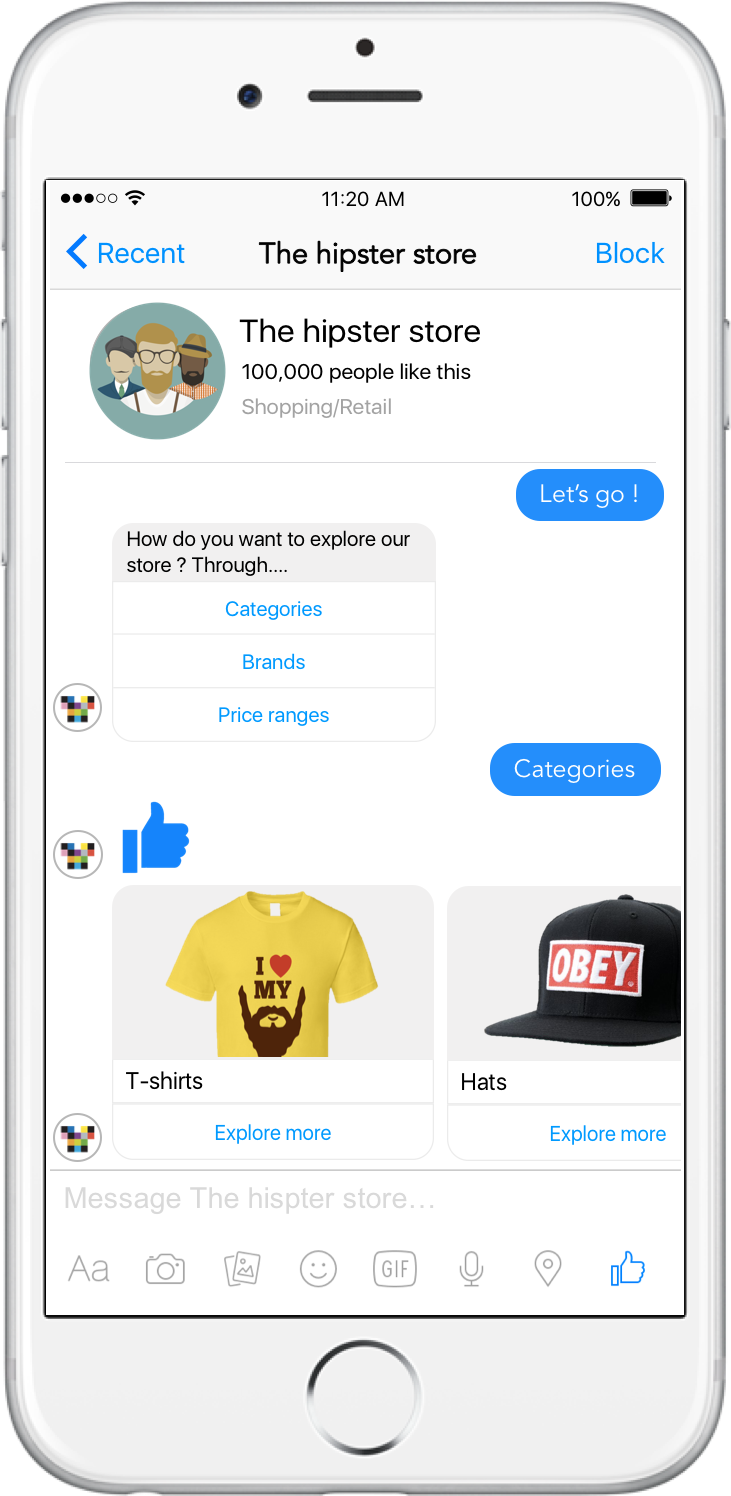 11:20 AM
100%
Recent
The hipster store
Block
The hipster store
100,000 people like this
Shopping/Retail
Let's go !
How do you want to explore our
store ? Through....
Categories
Brands
Price ranges
Categories
I
MY
OBEY
T-shirts
Hats
Explore more
Explore more
Message The hispter store...
Aa
GIF